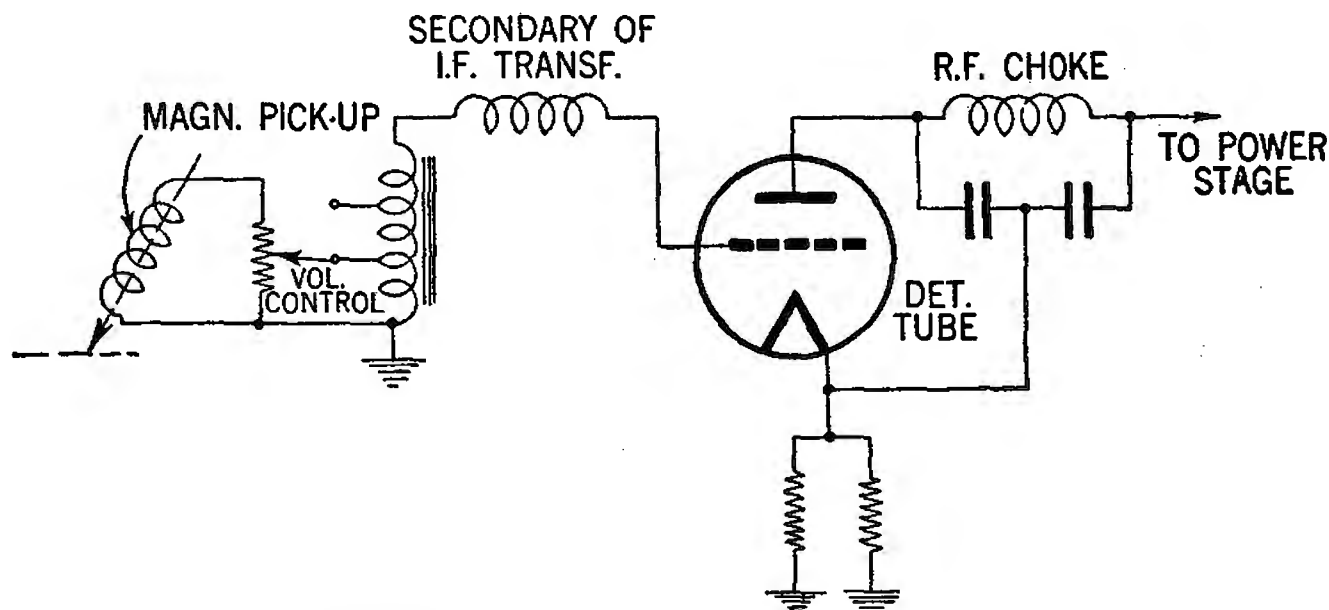 SECONDARY OF
I.F. TRANSF.
R.F. CHOKE
MAGN. PICK-UP
TO POWER
STAGE
VOL.
CONTROL
DET.
TUBE